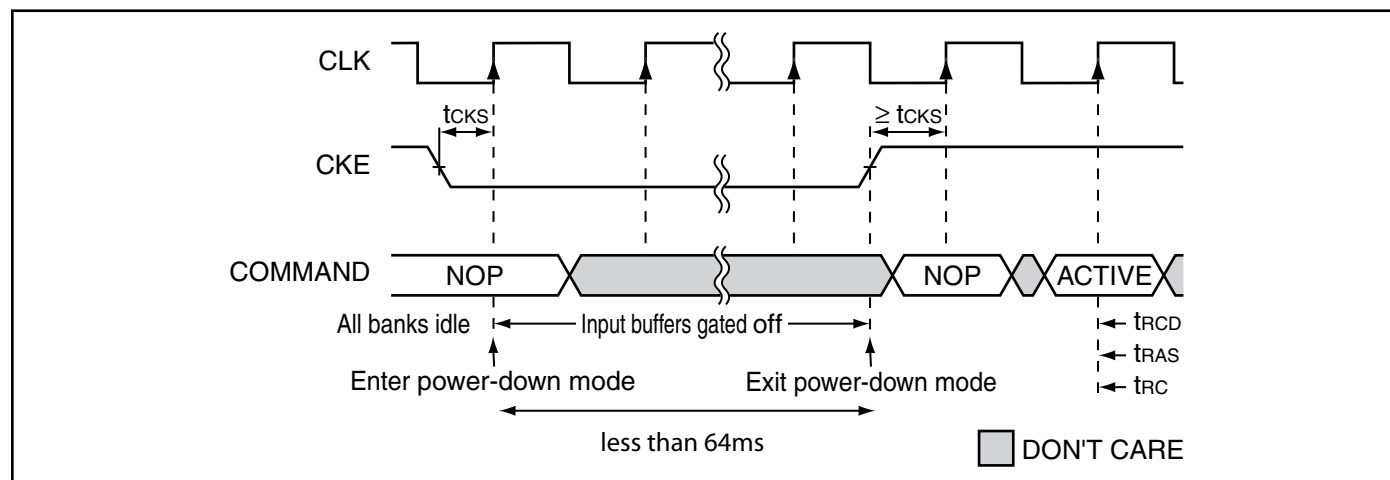 CLK
tCKS
≥ tCKS
CKE
COMMAND
NOP
NOP
ACTIVE
All banks idle
Input buffers gated off
tRCD
tRAS
tRC
Enter power-down mode
Exit power-down mode
less than 64ms
DON'T CARE